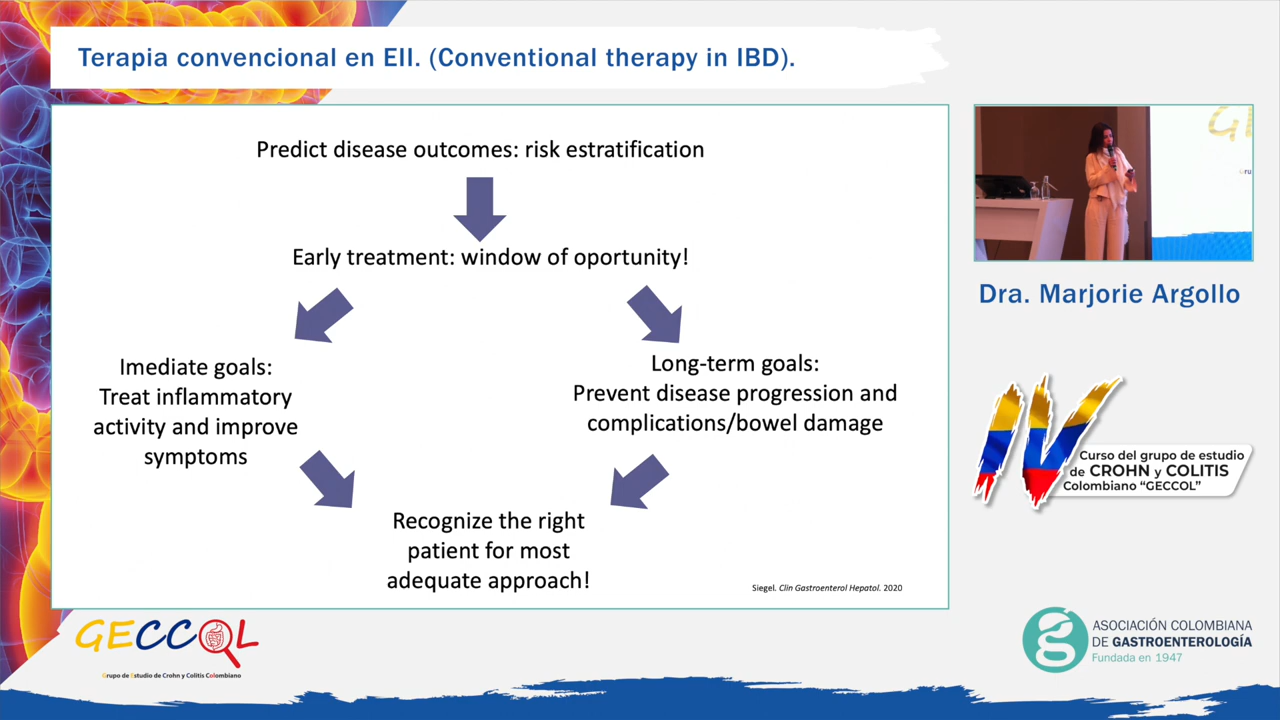 Terapia convencional en EII. (Conventional therapy in IBD).
Predict disease outcomes: risk estratification
Early treatment: window of oportunity!
Imediate goals:
Treat inflammatory
activity and improve
symptoms
Long-term goals:
Prevent disease progression and
complications/bowel damage
Recognize the right
patient for most
adequate approach!
Siegel. Clin Gastroenterol Hepatol. 2020
Dra. Marjorie Argollo
IV
Curso del grupo de estudio
de CROHN y COLITIS
Colombiano “GECCOL”
GECCOL
Grupo de Estudio de Crohn y Colitis Colombiano
ASOCIACIÓN COLOMBIANA
DE GASTROENTEROLOGÍA
Fundada en 1947